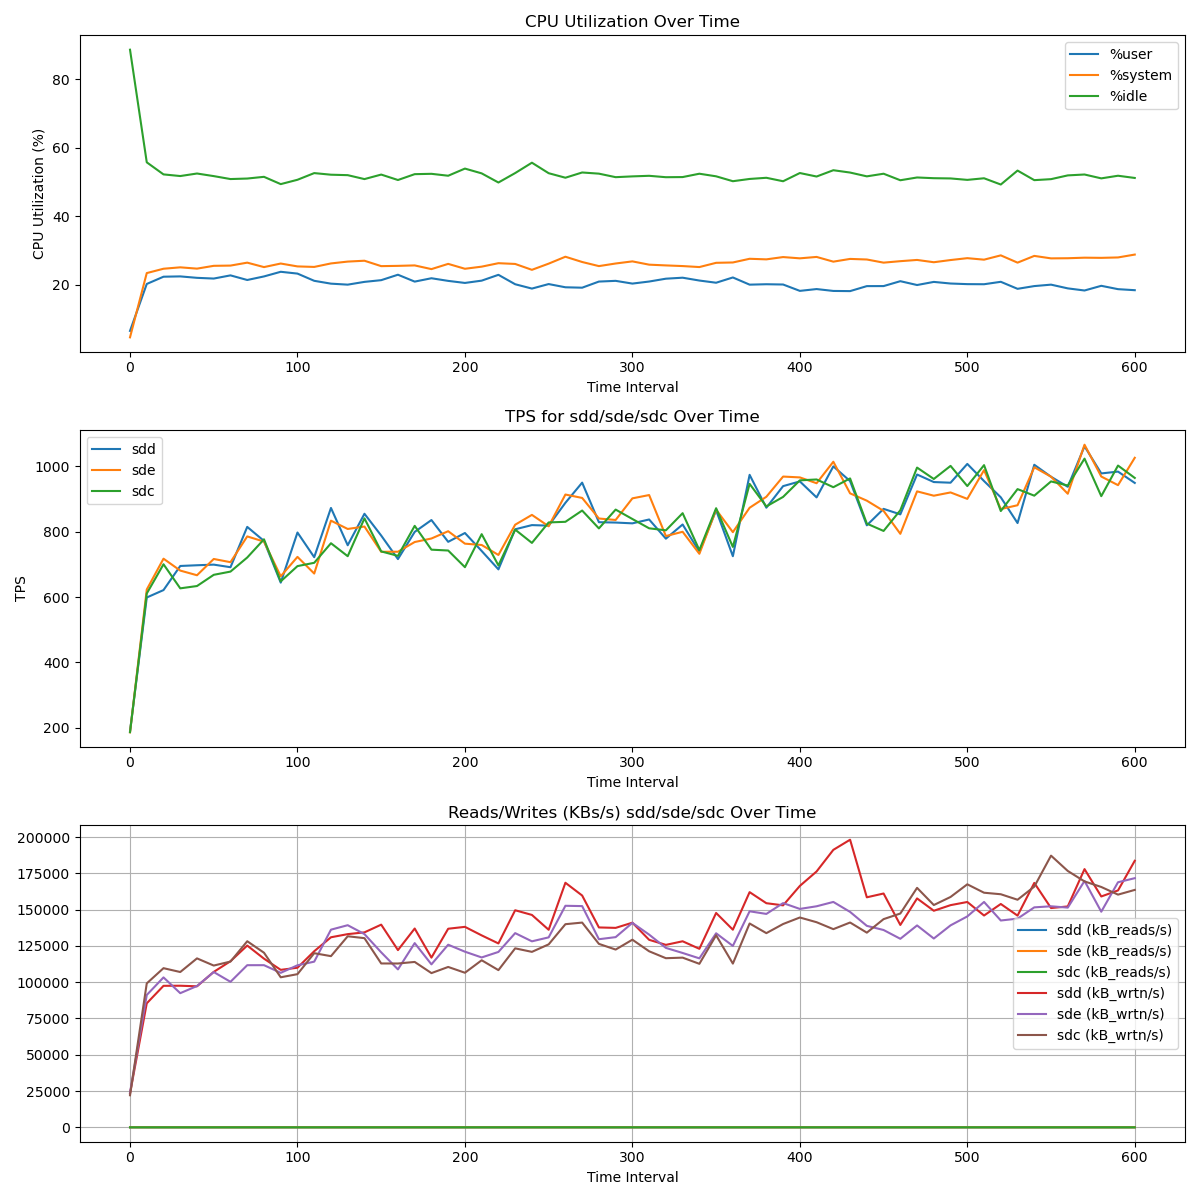 CPU Utilization Over Time
CPU Utilization (%)
80
60
40
20
%user
%system
%idle
0 100 200 300 400 500 600
Time Interval
TPS for sdd/sde/sdc Over Time
TPS
1000
800
600
400
200
sdd
sde
sdc
0 100 200 300 400 500 600
Time Interval
Reads/Writes (KBs/s) sdd/sde/sdc Over Time
200000
175000
150000
125000
100000
75000
50000
25000
0
sdd (kB_reads/s)
sde (kB_reads/s)
sdc (kB_reads/s)
sdd (kB_wrtn/s)
sde (kB_wrtn/s)
sdc (kB_wrtn/s)
0 100 200 300 400 500 600
Time Interval